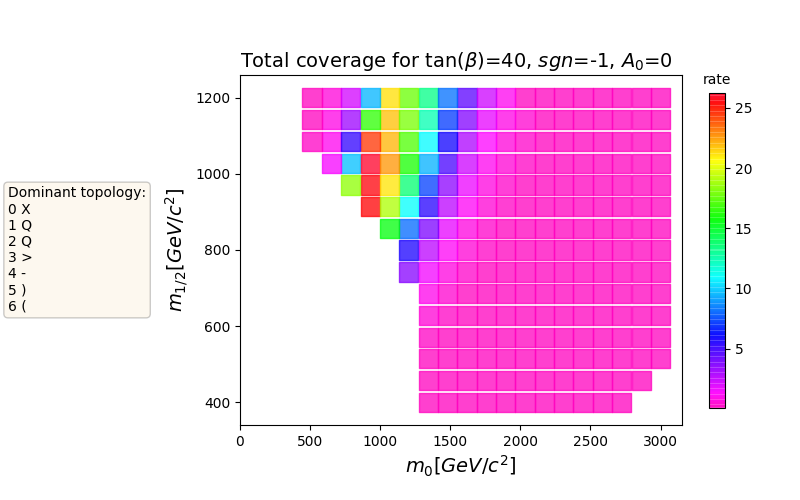 Total coverage for tan(β)=40, sgn=-1, A₀=0
rate
Dominant topology:
0 X
1 Q
2 Q
3 >
4 -
5 )
6 (
m₁/₂[GeV/c²]
1200
1000
800
600
400
0 500 1000 1500 2000 2500 3000
m₀[GeV/c²]
25
20
15
10
5